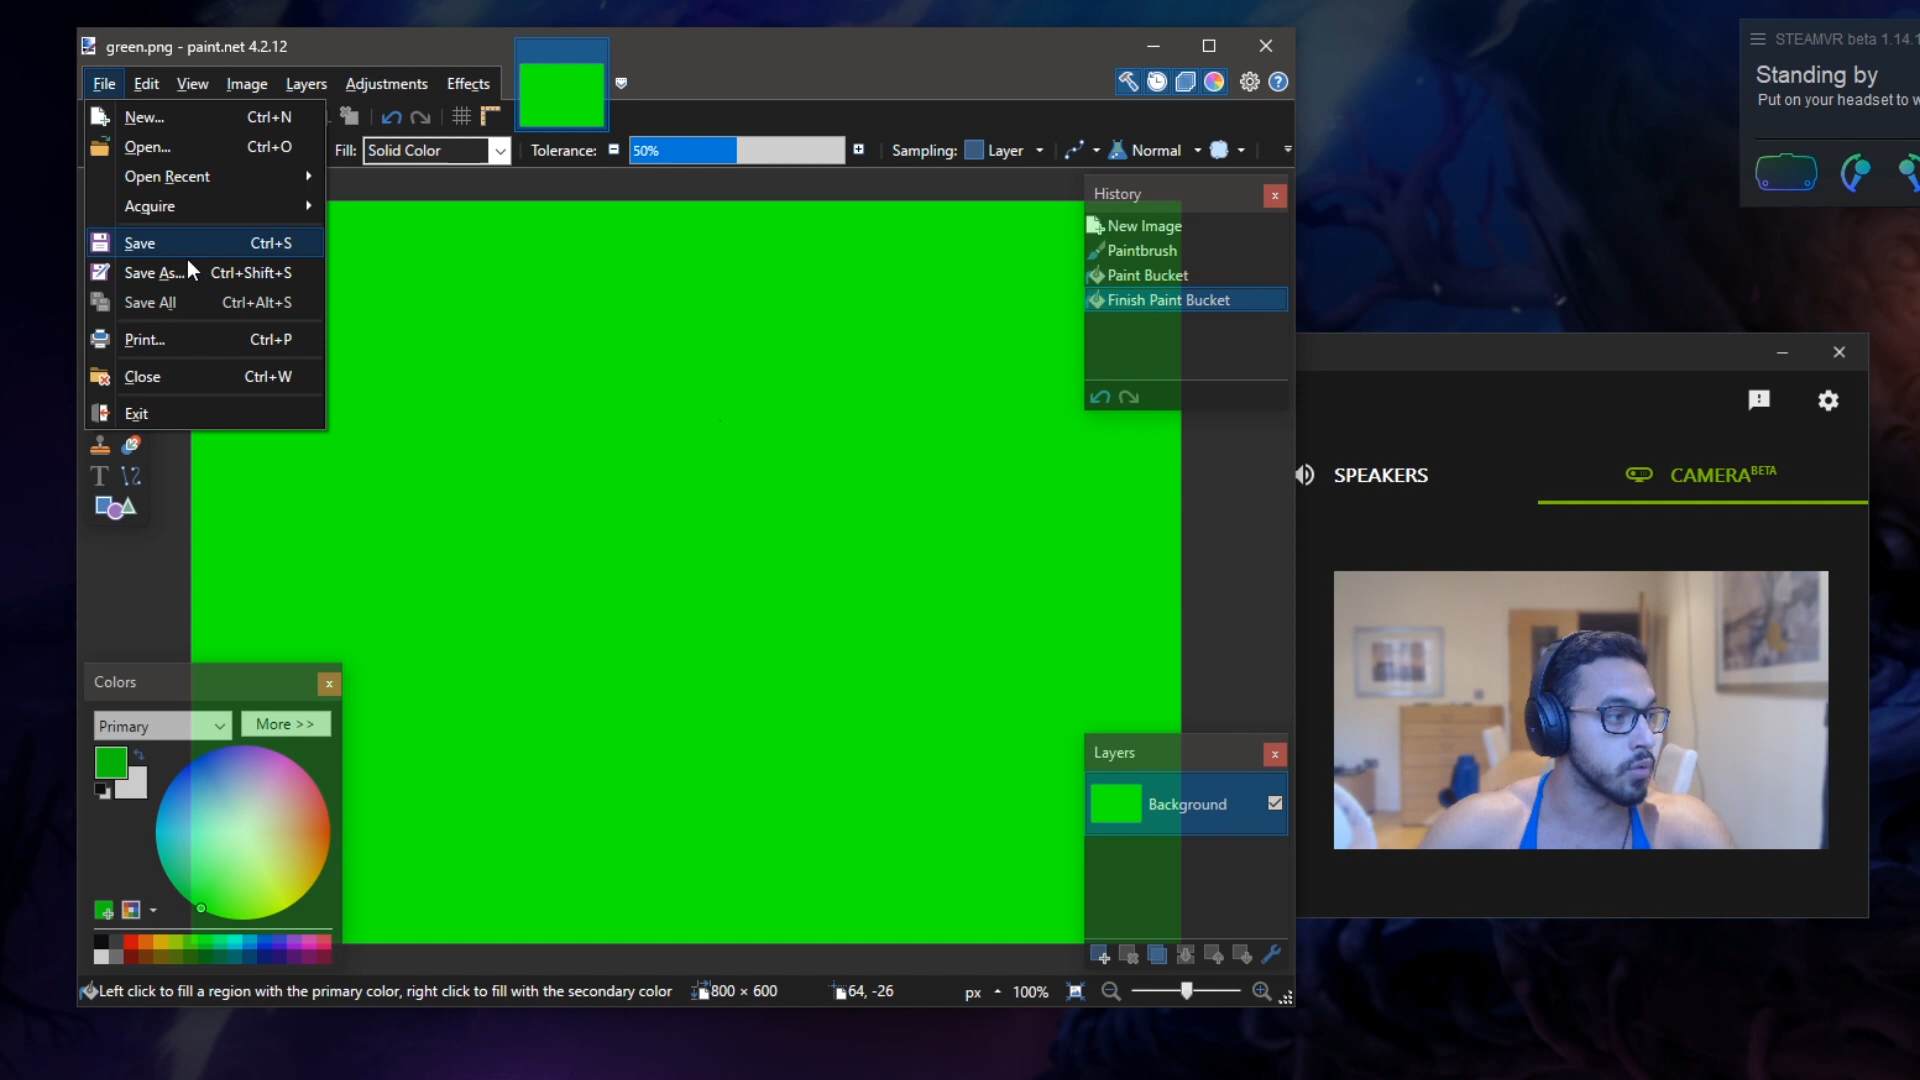 green.png - paint.net 4.2.12
File Edit View Image Layers Adjustments Effects
New... Ctrl+N
Open... Ctrl+O
Open Recent
Acquire
Save Ctrl+S
Save As... Ctrl+Shift+S
Save All Ctrl+Alt+S
Print... Ctrl+P
Close Ctrl+W
Exit
Fill: Solid Color Tolerance: 50% Sampling: Layer Normal
History
New Image
Paintbrush
Paint Bucket
Finish Paint Bucket
Colors
Primary More >>
Layers
Background
Left click to fill a region with the primary color, right click to fill with the secondary color 800 × 600 64, -26 px 100%
STEAMVR beta 1.14.1
Standing by
Put on your headset to
SPEAKERS
CAMERA BETA